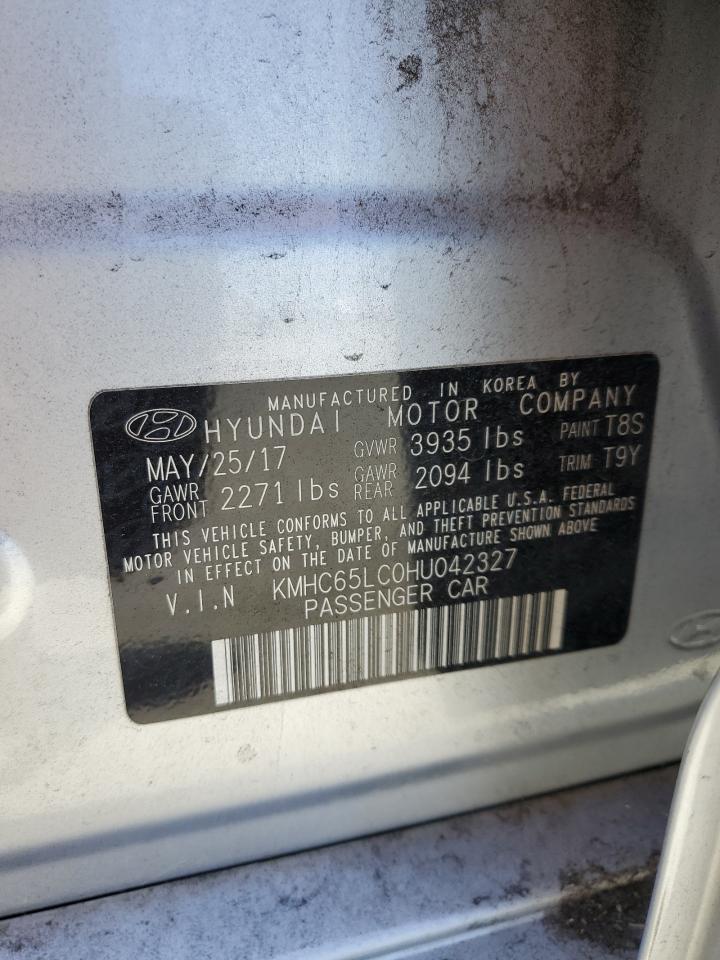 MANUFACTURED IN KOREA BY
HYUNDAI MOTOR COMPANY
MAY/25/17 GVWR 3935 lbs PAINT T8S
GAWR FRONT 2271 lbs GAWR REAR 2094 lbs TRIM T9Y
THIS VEHICLE CONFORMS TO ALL APPLICABLE U.S.A. FEDERAL
MOTOR VEHICLE SAFETY, BUMPER, AND THEFT PREVENTION STANDARDS
IN EFFECT ON THE DATE OF MANUFACTURE SHOWN ABOVE
V.I.N KMHC65LC0HU042327
PASSENGER CAR